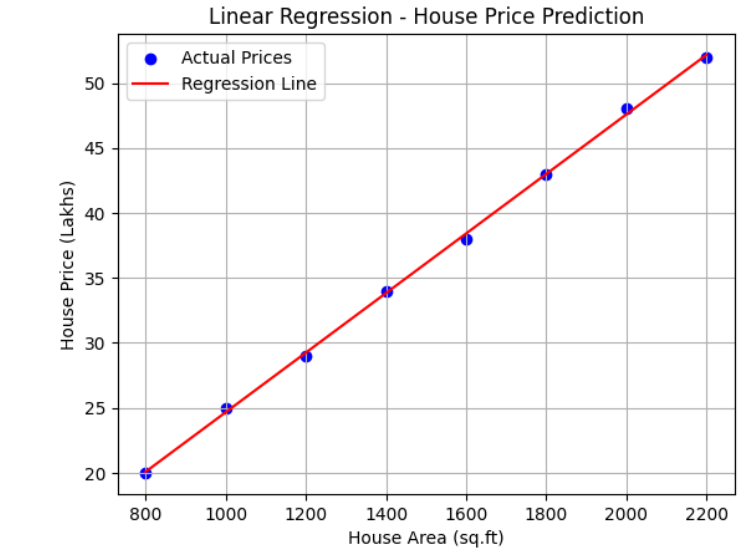 Linear Regression - House Price Prediction
Actual Prices
Regression Line
House Price (Lakhs)
50
45
40
35
30
25
20
800 1000 1200 1400 1600 1800 2000 2200
House Area (sq.ft)